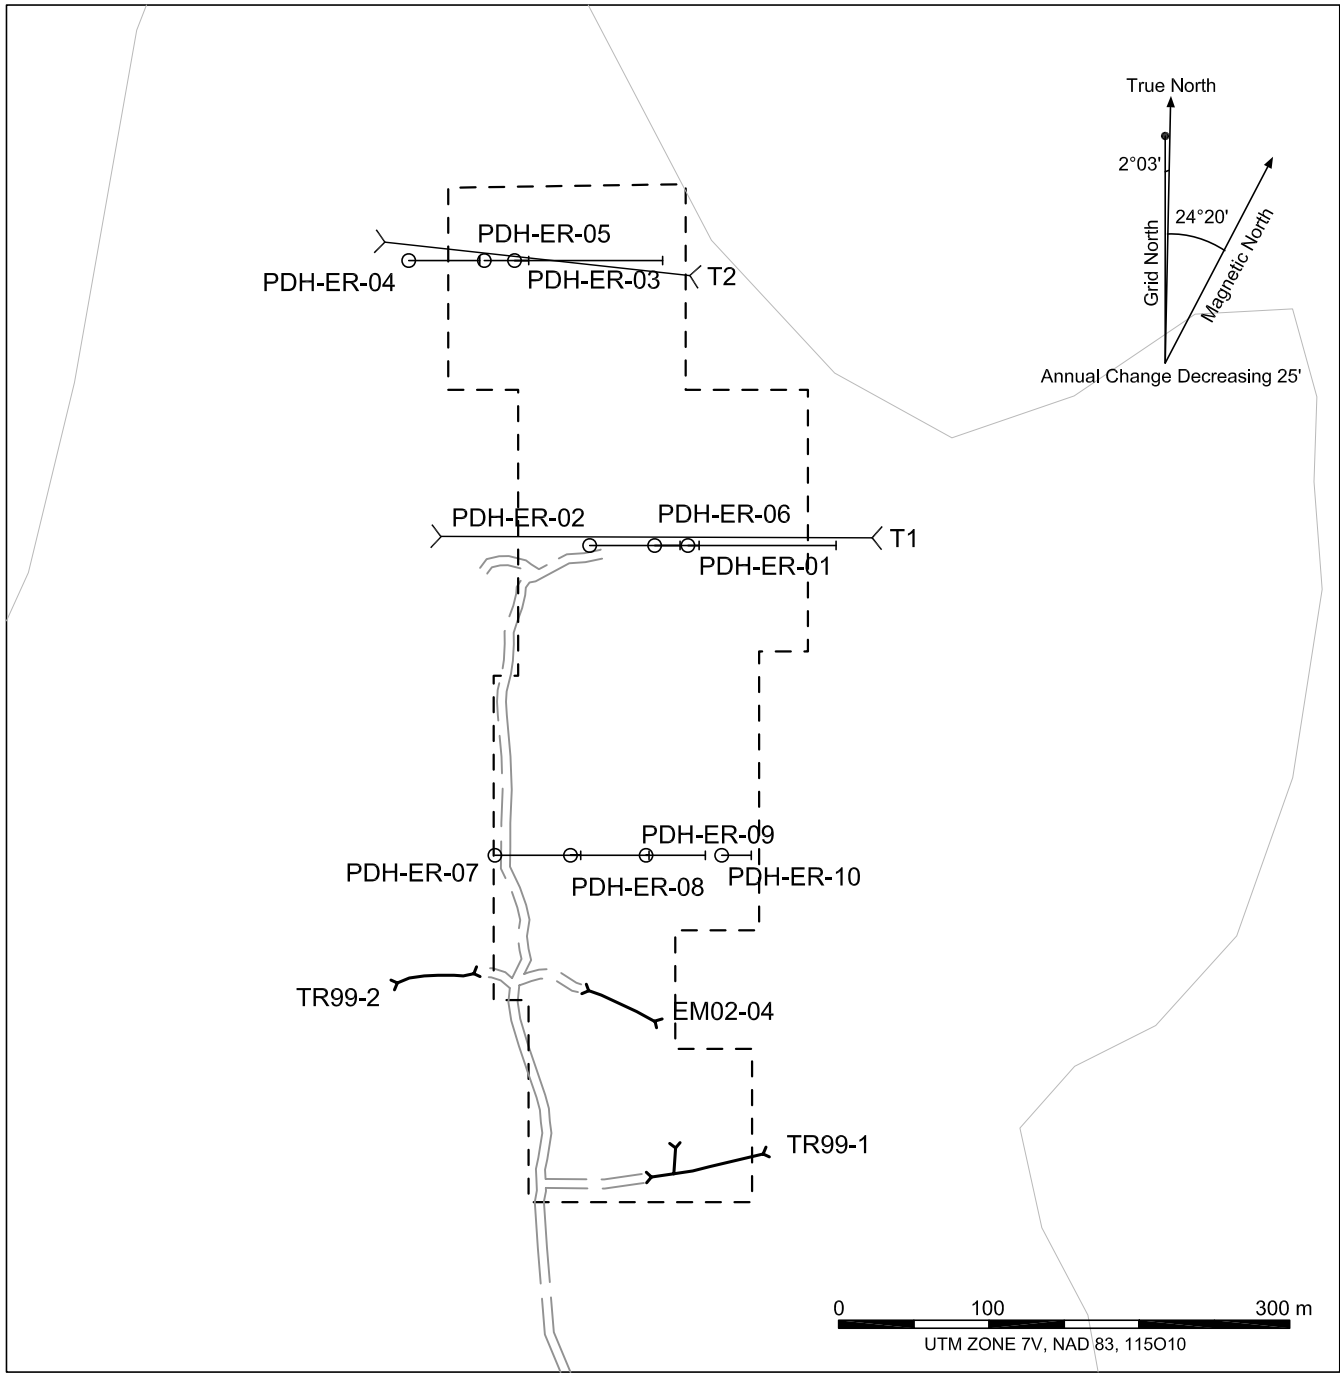 True North
2°03'
24°20'
Grid North
Magnetic North
Annual Change Decreasing 25'
PDH-ER-05
PDH-ER-04
PDH-ER-03
T2
PDH-ER-02
PDH-ER-06
T1
PDH-ER-01
PDH-ER-09
PDH-ER-07
PDH-ER-08
PDH-ER-10
TR99-2
EM02-04
TR99-1
0 100 300 m
UTM ZONE 7V, NAD 83, 115O10